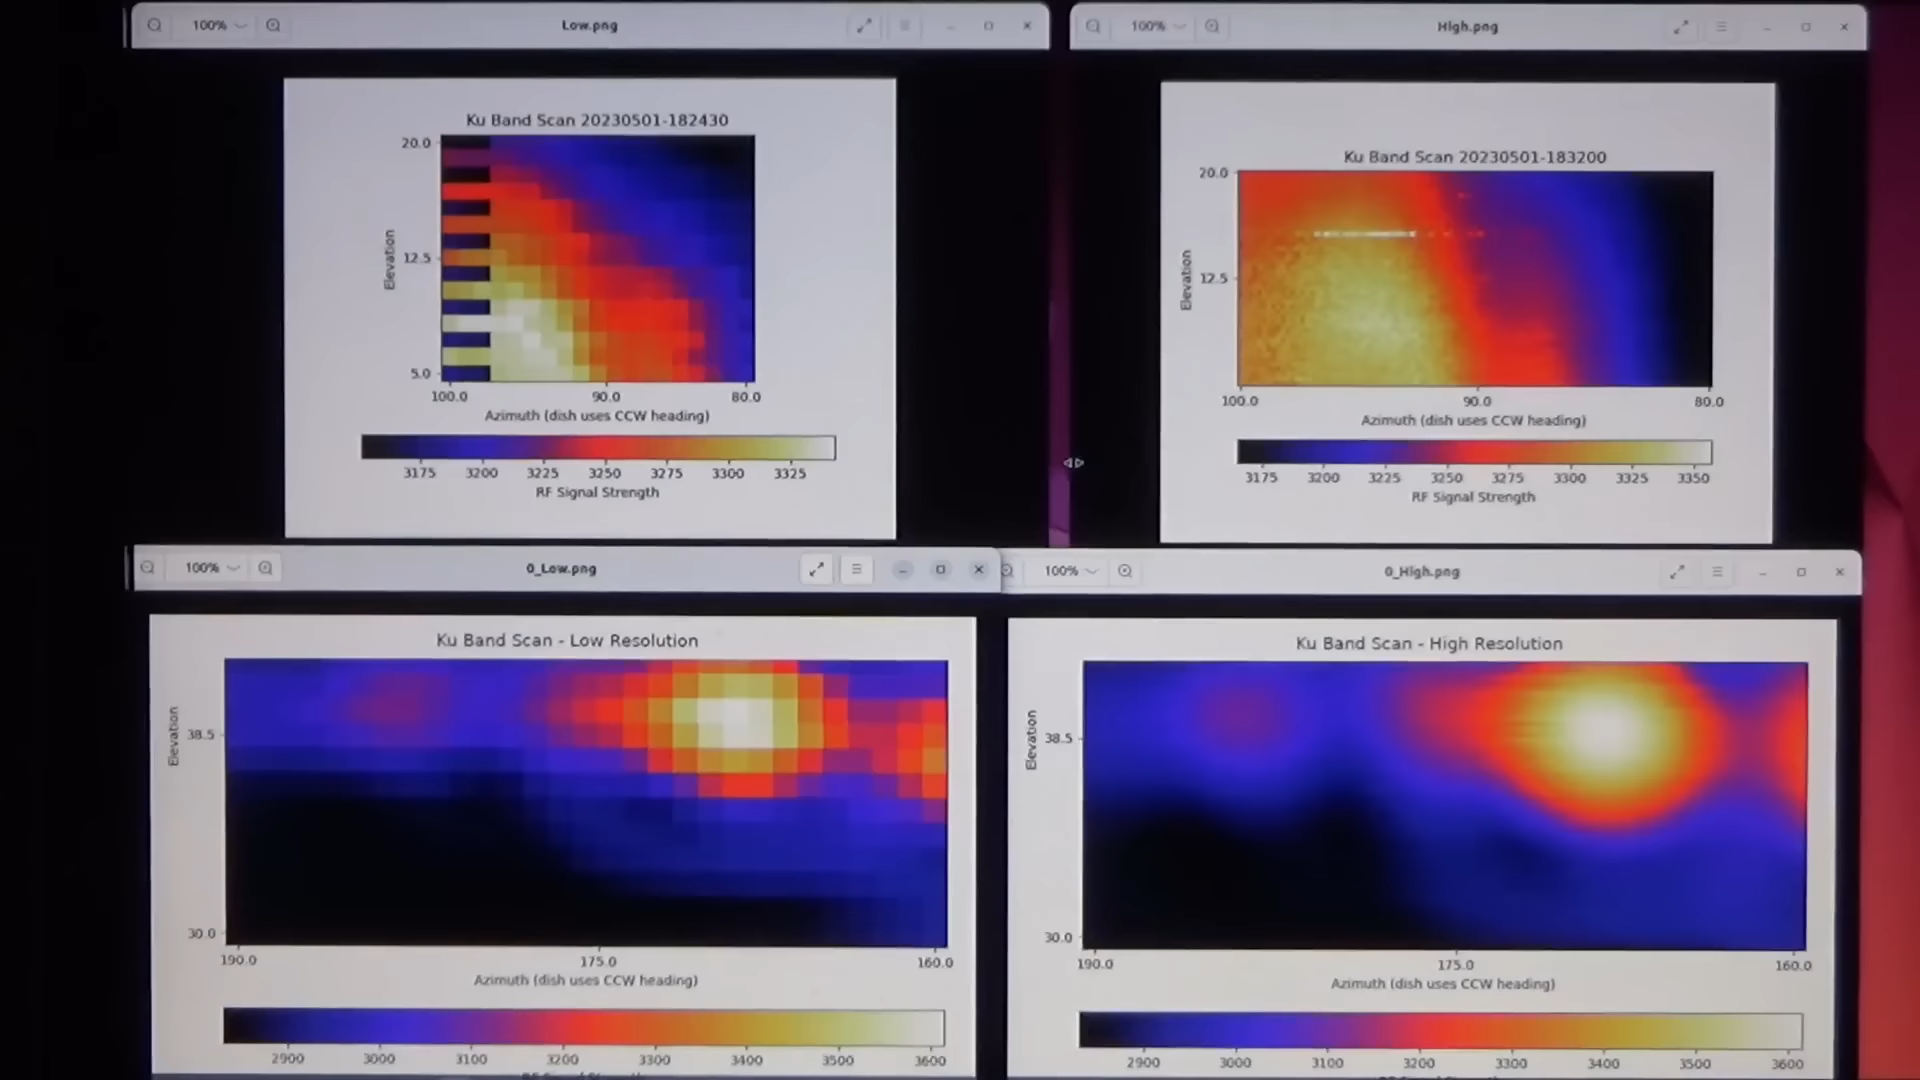 100%
Low.png
100%
High.png
Ku Band Scan 20230501-182430
20.0
Elevation
12.5
5.0
100.0 90.0 80.0
Azimuth (dish uses CCW heading)
3175 3200 3225 3250 3275 3300 3325
RF Signal Strength
Ku Band Scan 20230501-183200
20.0
Elevation
12.5
100.0 90.0 80.0
Azimuth (dish uses CCW heading)
3175 3200 3225 3250 3275 3300 3325 3350
RF Signal Strength
100%
0_Low.png
100%
0_High.png
Ku Band Scan - Low Resolution
Elevation
38.5
30.0
190.0 175.0 160.0
Azimuth (dish uses CCW heading)
2900 3000 3100 3200 3300 3400 3500 3600
Ku Band Scan - High Resolution
Elevation
38.5
30.0
190.0 175.0 160.0
Azimuth (dish uses CCW heading)
2900 3000 3100 3200 3300 3400 3500 3600